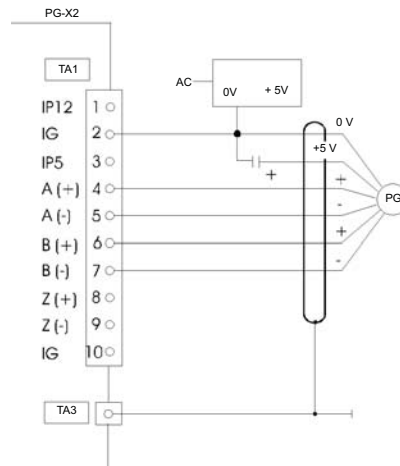 PG-X2
TA1
AC
0V + 5V
IP12 1
IG 2
0 V
IP5 3
+5 V
+
A (+) 4
+
A (-) 5
-
PG
B (+) 6
+
B (-) 7
-
Z (+) 8
Z (-) 9
IG 10
TA3